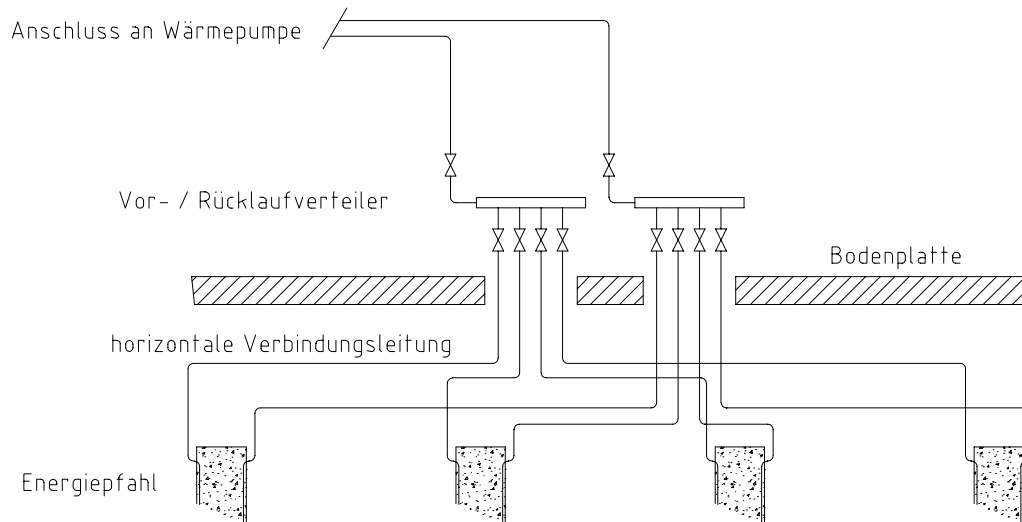 Anschluss an Wärmepumpe
Vor- / Rücklaufverteiler
Bodenplatte
horizontale Verbindungsleitung
Energiepfahl